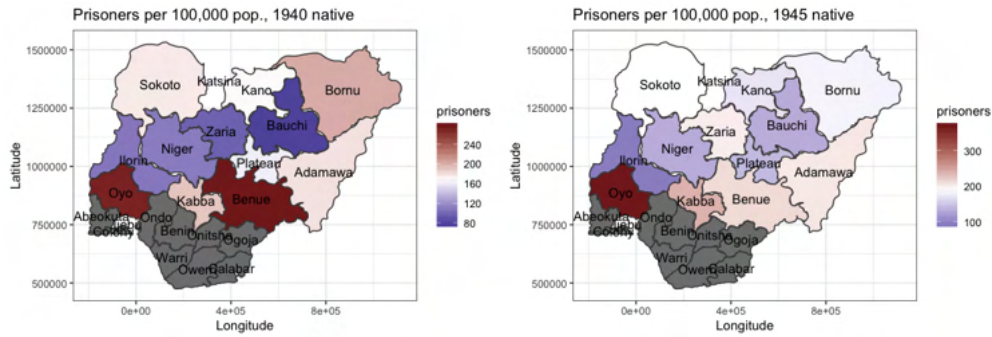 Prisoners per 100,000 pop., 1940 native
1500000
1250000
1000000
750000
500000
Latitude
Sokoto
Katsina
Kano
Bornu
Zaria
Bauchi
Niger
Ilorin
Plateau
Adamawa
Oyo
Kabba
Benue
Abeokuta
Ondo
Ijebu
Colony
Benin
Onitsha
Ogoja
Warri
Owerri
Calabar
0e+00
4e+05
8e+05
Longitude
prisoners
240
200
160
120
80
Prisoners per 100,000 pop., 1945 native
1500000
1250000
1000000
750000
500000
Latitude
Sokoto
Katsina
Kano
Bornu
Zaria
Bauchi
Niger
Ilorin
Plateau
Adamawa
Oyo
Kabba
Benue
Abeokuta
Ondo
Ijebu
Colony
Benin
Onitsha
Ogoja
Warri
Owerri
Calabar
0e+00
4e+05
8e+05
Longitude
prisoners
300
200
100